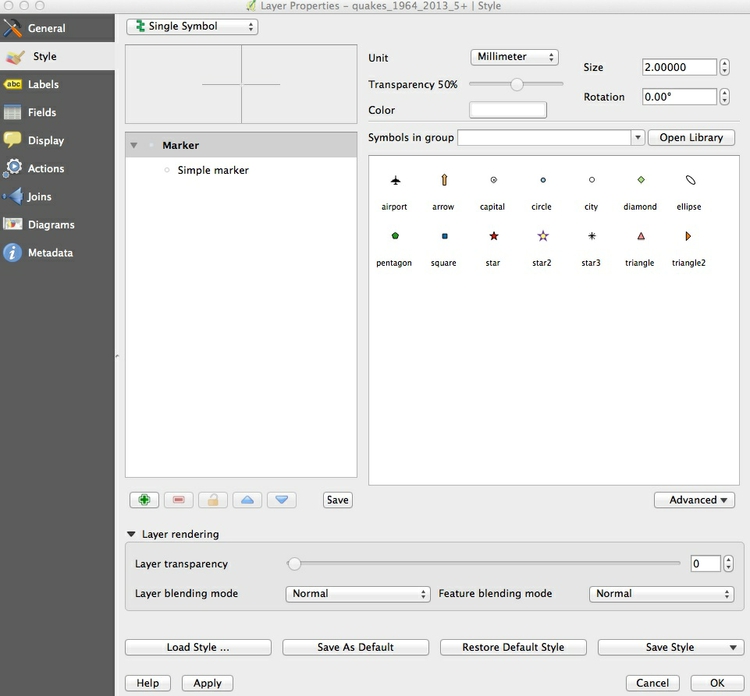 Layer Properties – quakes_1964_2013_5+ | Style
General
Style
abc Labels
Fields
Display
Actions
Joins
Diagrams
Metadata
Single Symbol
Unit
Millimeter
Size
2.00000
Transparency 50%
Rotation
0.00°
Color
Marker
Simple marker
Symbols in group
Open Library
airport arrow capital circle city diamond ellipse
pentagon square star star2 star3 triangle triangle2
Save
Advanced
Layer rendering
Layer transparency
0
Layer blending mode
Normal
Feature blending mode
Normal
Load Style ...
Save As Default
Restore Default Style
Save Style
Help
Apply
Cancel
OK